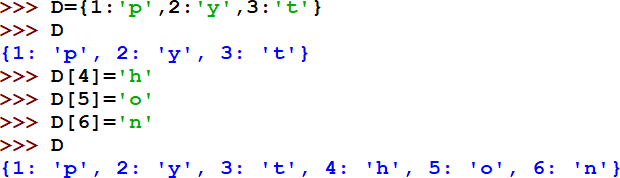 >>> D={1:'p',2:'y',3:'t'}
>>> D
{1: 'p', 2: 'y', 3: 't'}
>>> D[4]='h'
>>> D[5]='o'
>>> D[6]='n'
>>> D
{1: 'p', 2: 'y', 3: 't', 4: 'h', 5: 'o', 6: 'n'}